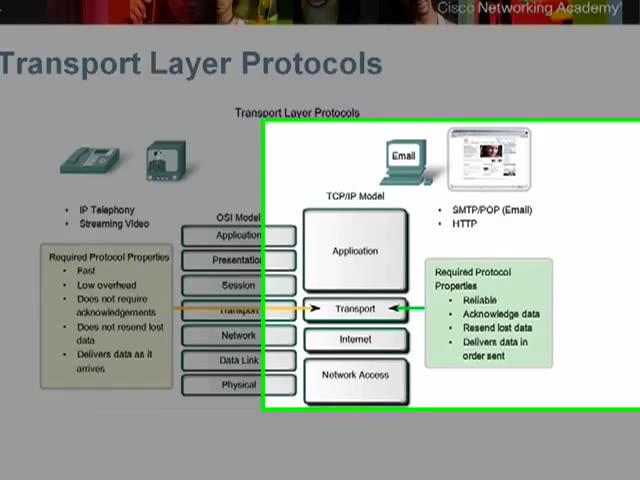 Cisco Networking Academy
Transport Layer Protocols
Transport Layer Protocols
Email
• IP Telephony
• Streaming Video
OSI Model
Application
Presentation
Session
Transport
Network
Data Link
Physical
Required Protocol Properties
• Fast
• Low overhead
• Does not require
acknowledgements
• Does not resend lost
data
• Delivers data as it
arrives
TCP/IP Model
Application
Transport
Internet
Network Access
• SMTP/POP (Email)
• HTTP
Required Protocol
Properties
• Reliable
• Acknowledge data
• Resend lost data
• Delivers data in
order sent